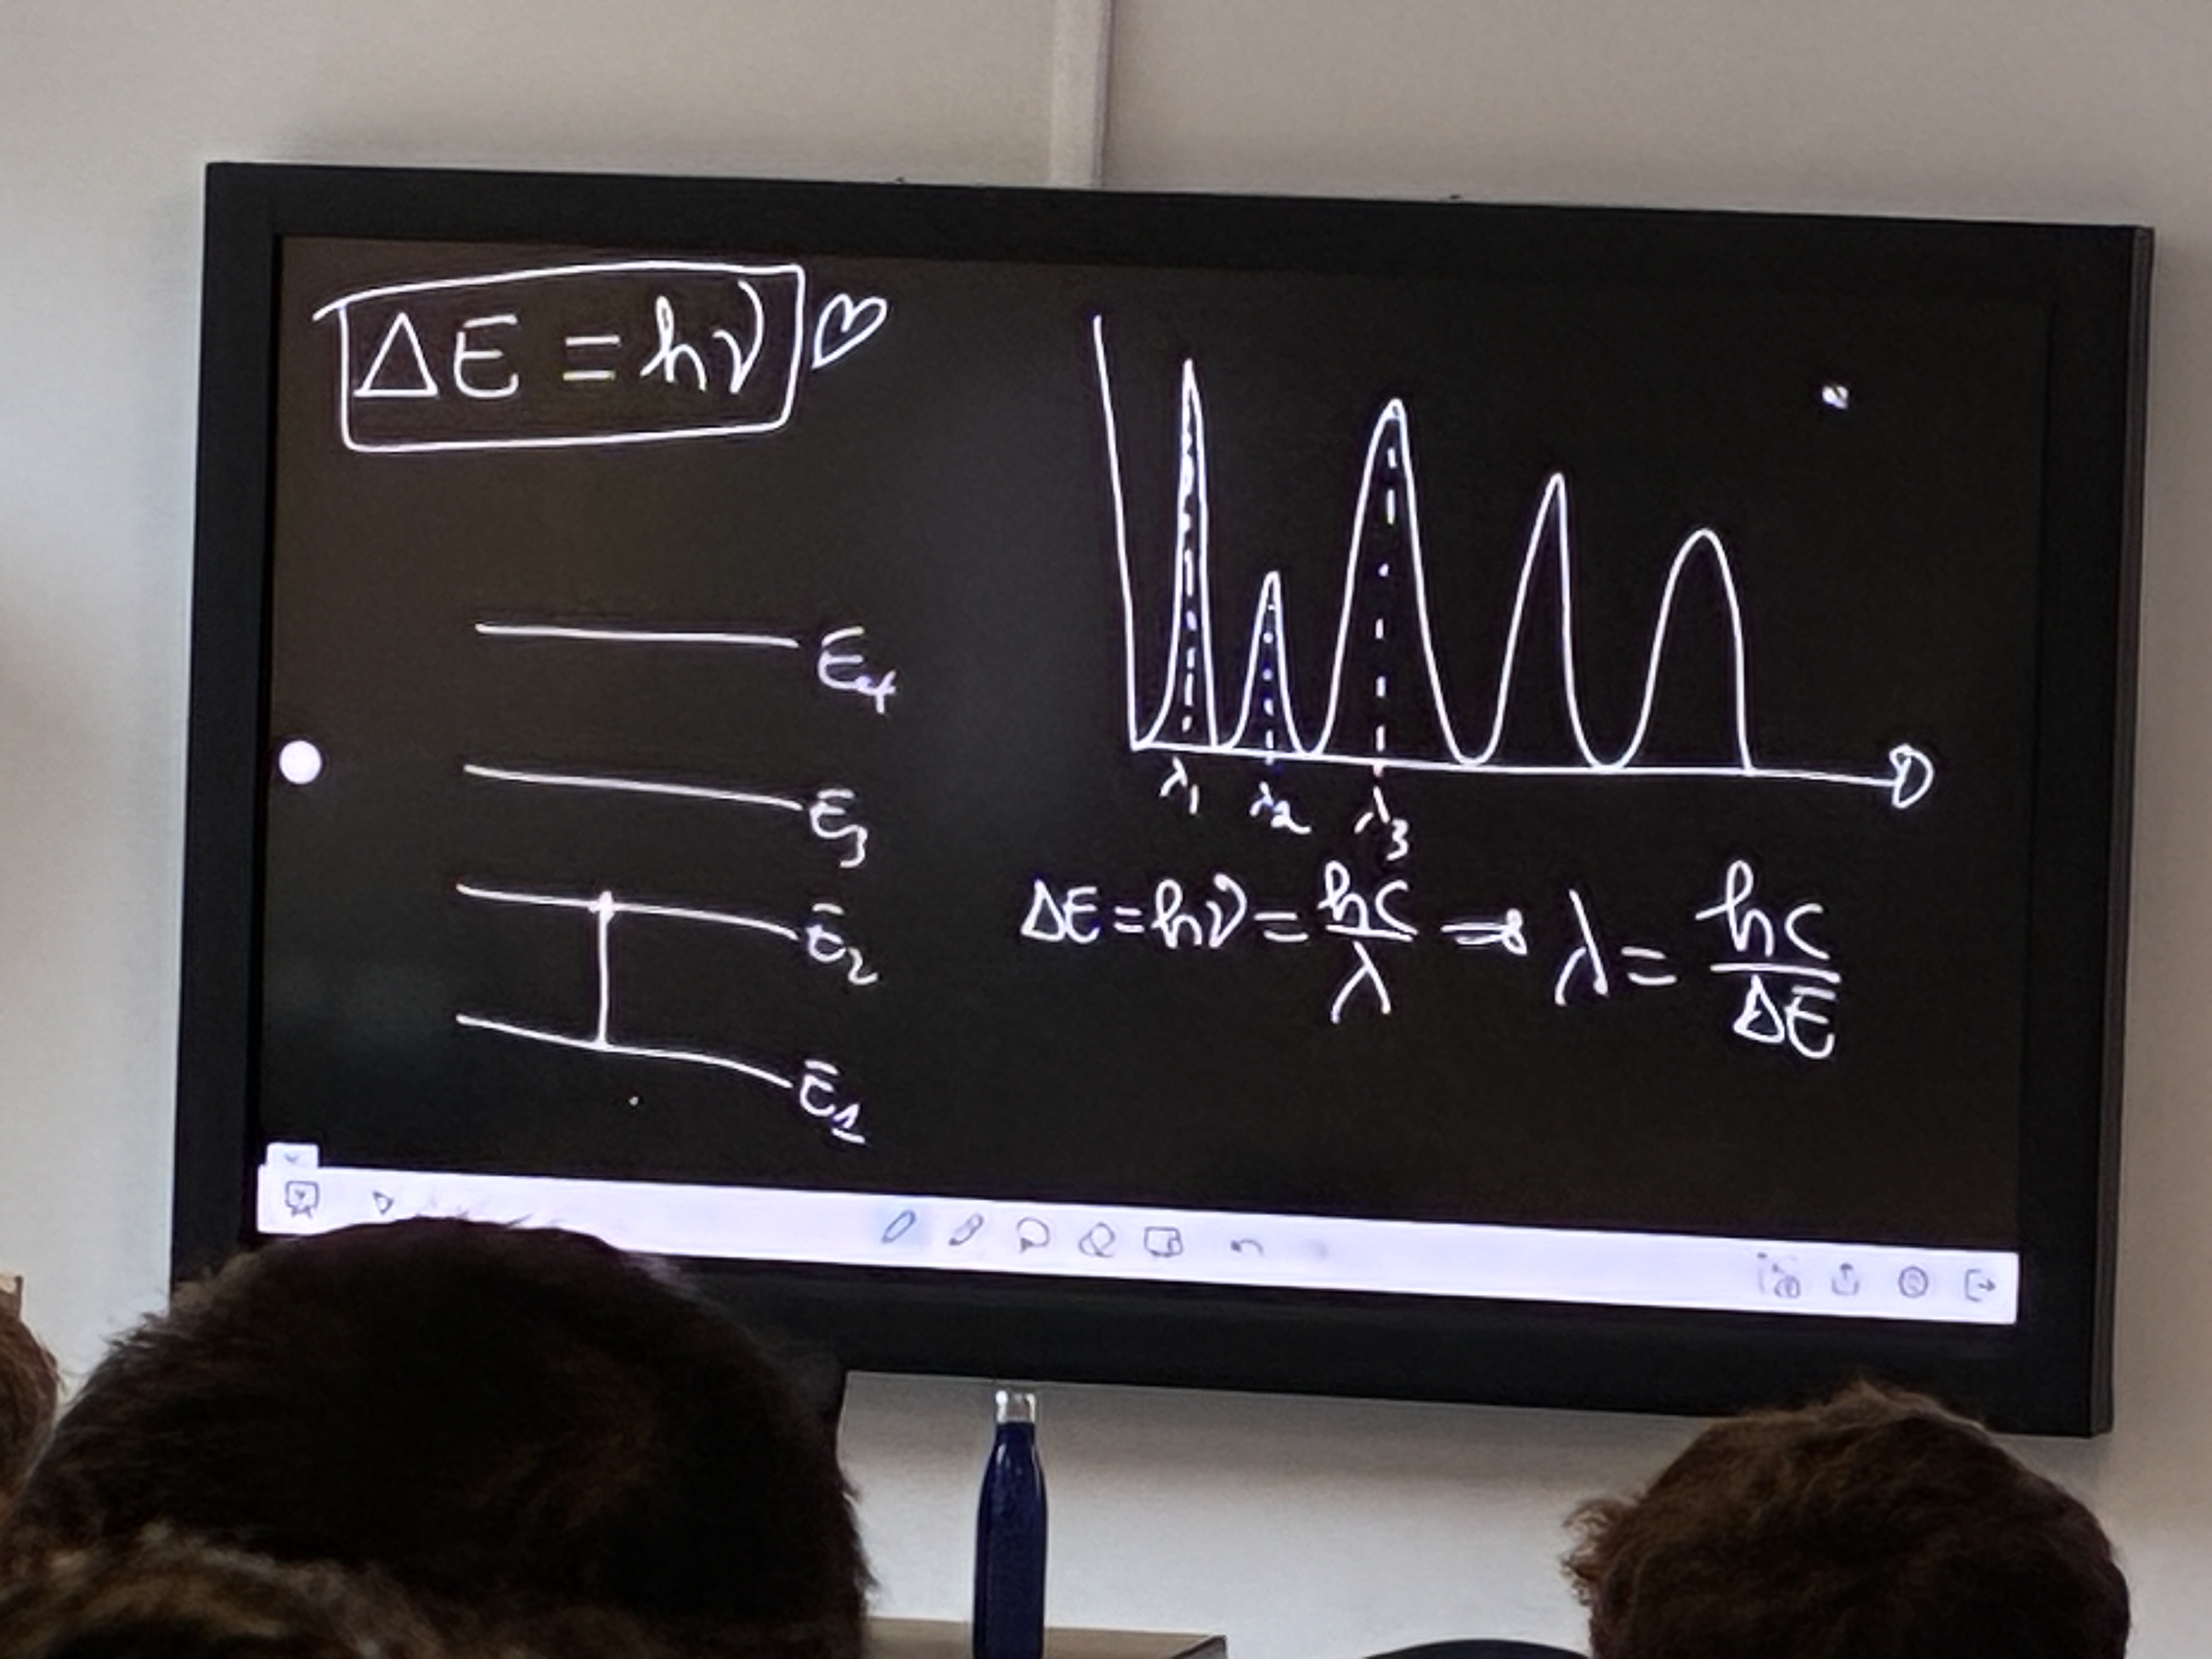 ΔE = hν ♡
E4
E3
E2
E1
λ1 λ2 λ3
ΔE = hν = hc/λ → λ = hc/ΔE